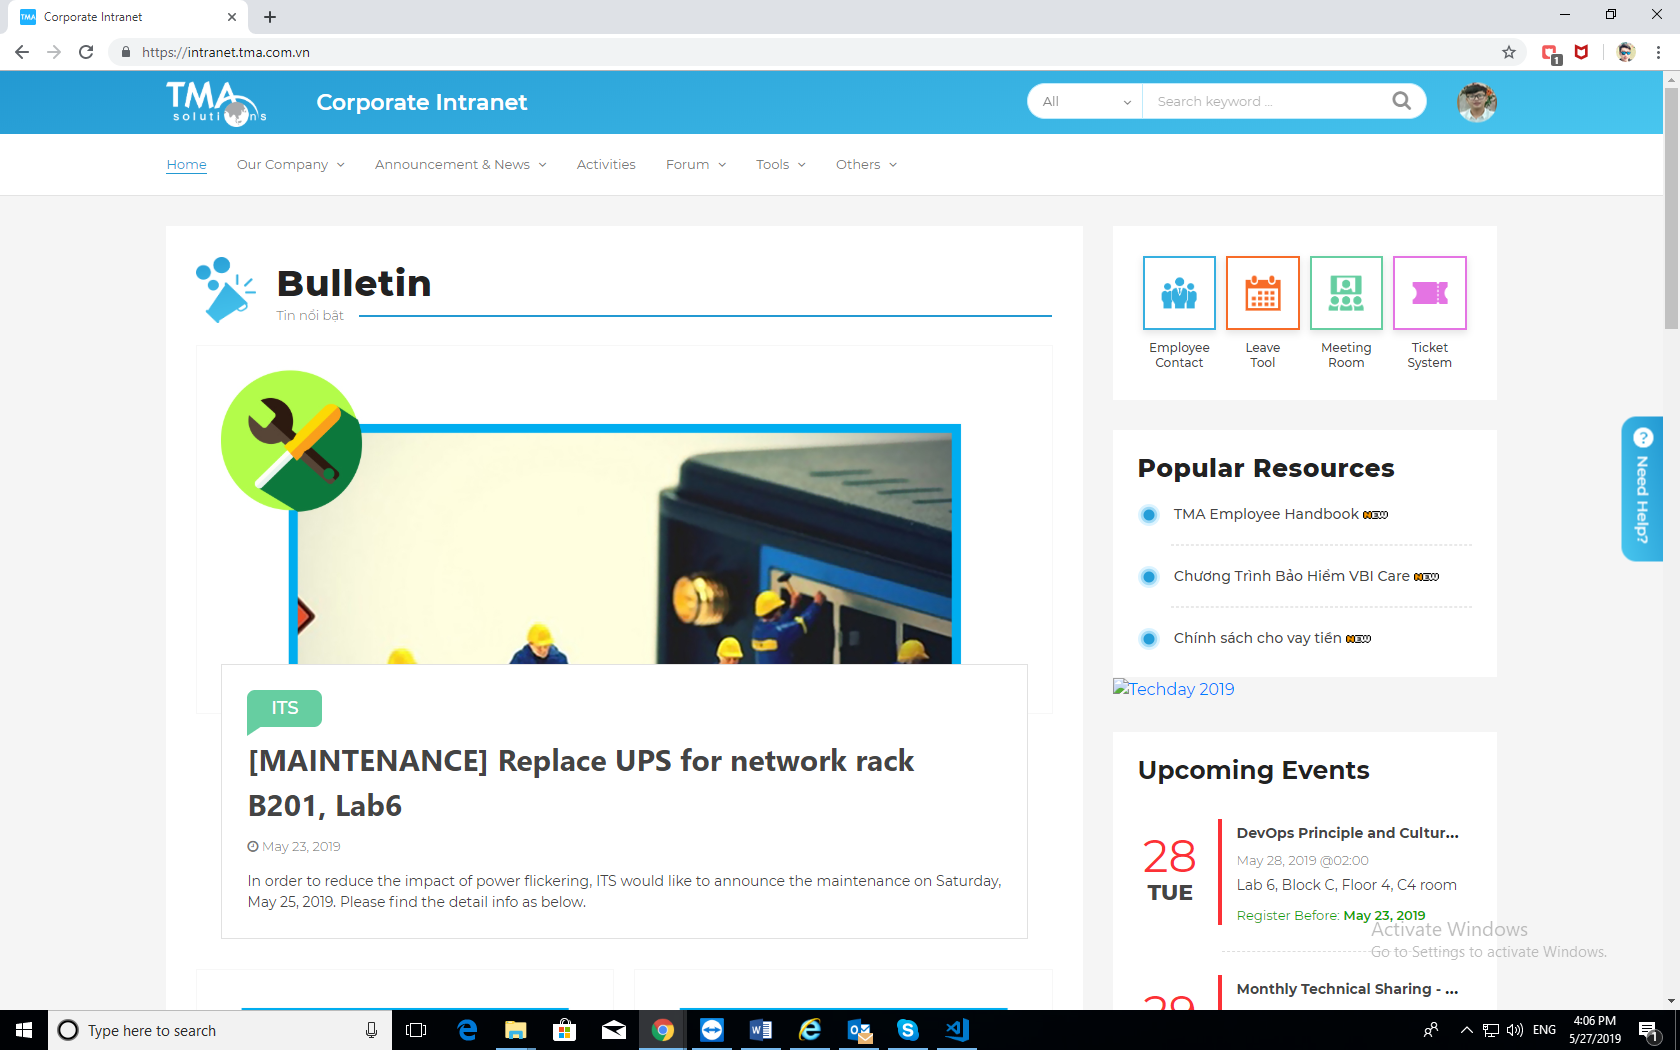 TMA Corporate Intranet
https://intranet.tma.com.vn
1
TMA
solutions
Corporate Intranet
All
Search keyword ...
Home
Our Company
Announcement & News
Activities
Forum
Tools
Others
Bulletin
Tin nổi bật
ITS
[MAINTENANCE] Replace UPS for network rack
B201, Lab6
May 23, 2019
In order to reduce the impact of power flickering, ITS would like to announce the maintenance on Saturday,
May 25, 2019. Please find the detail info as below.
Employee
Contact
Leave
Tool
Meeting
Room
Ticket
System
Popular Resources
TMA Employee Handbook NEW
Chương Trình Bảo Hiểm VBI Care NEW
Chính sách cho vay tiền NEW
Techday 2019
Upcoming Events
28
TUE
DevOps Principle and Cultur...
May 28, 2019 @02:00
Lab 6, Block C, Floor 4, C4 room
Register Before: May 23, 2019
29
Monthly Technical Sharing - ...
? Need Help?
Activate Windows
Go to Settings to activate Windows.
Type here to search
ENG
4:06 PM
5/27/2019
1